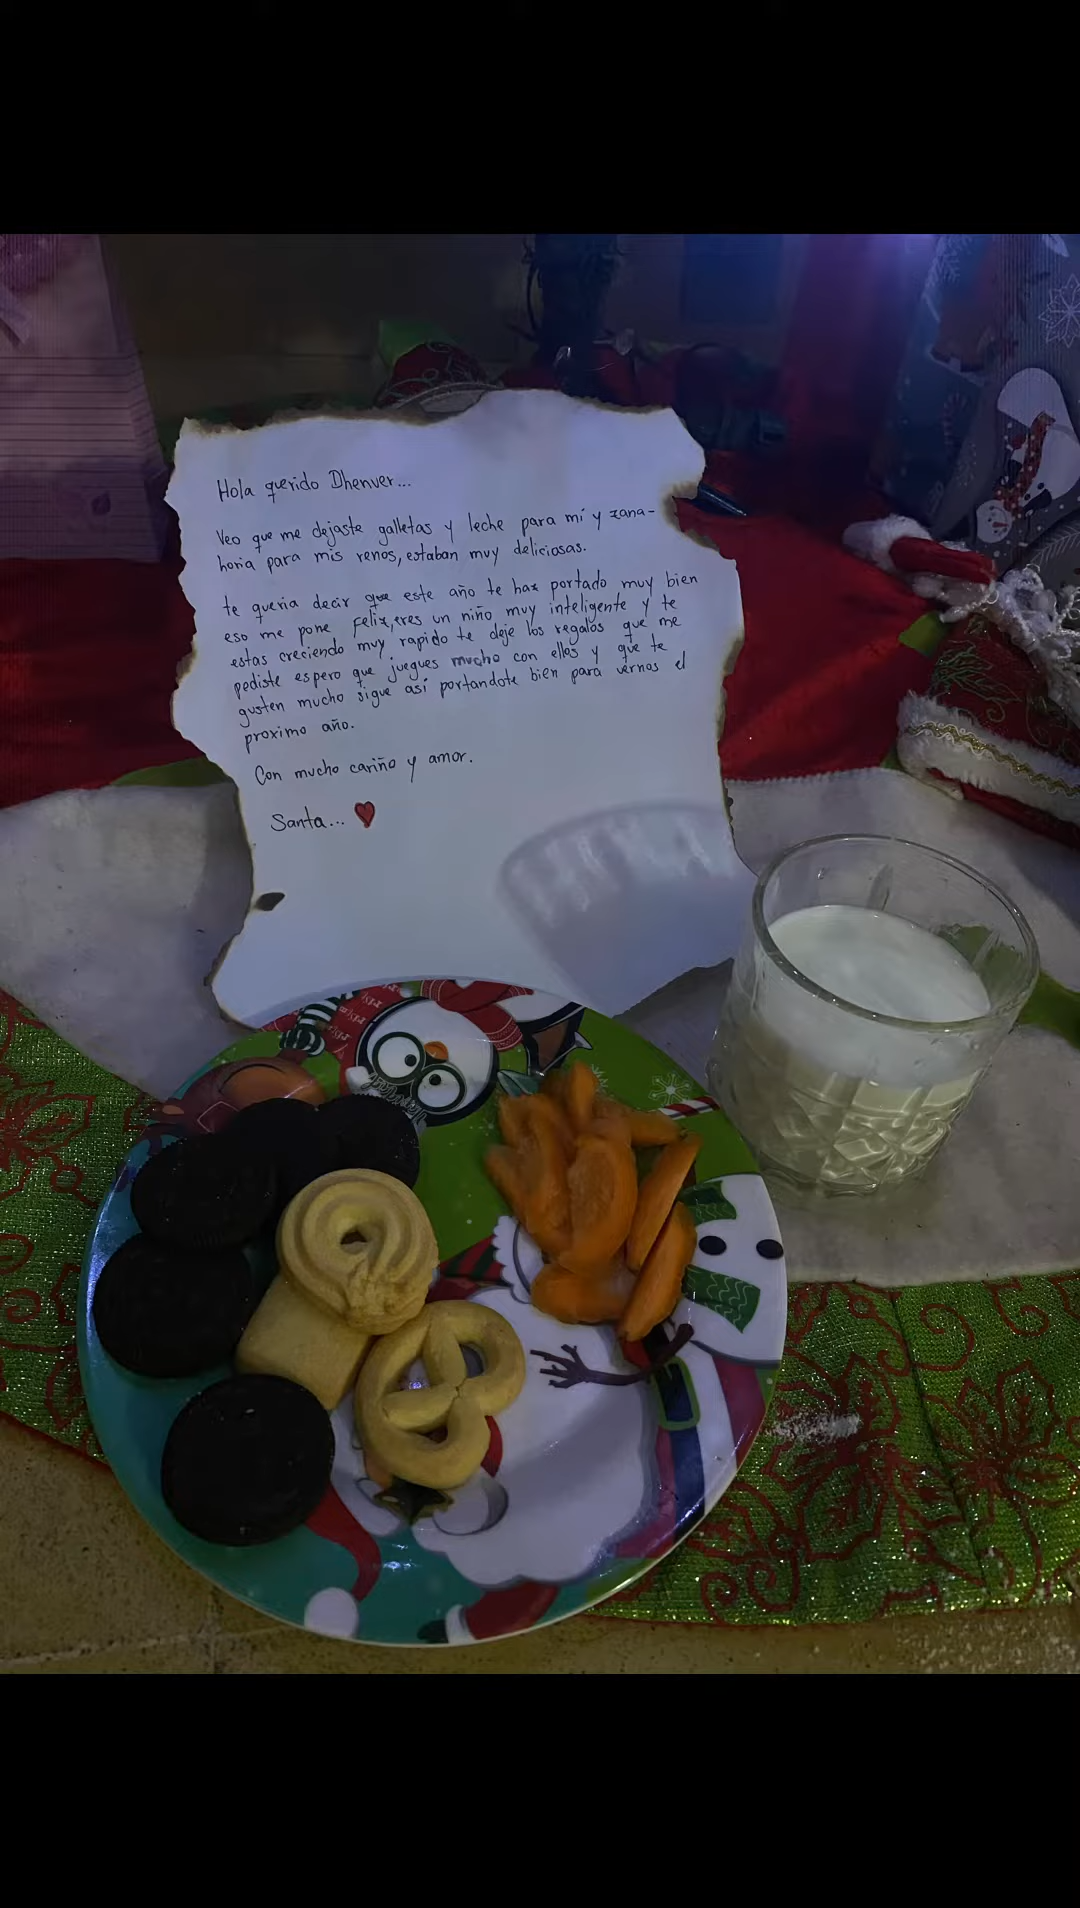 Hola querido Dhenver...
Veo que me dejaste galletas y leche para mí y zana-
horia para mis renos, estaban muy deliciosas.
te queria decir que este año te has portado muy bien
eso me pone feliz, eres un niño muy inteligente y te
estas creciendo muy rapido te deje los regalos que me
pediste espero que juegues mucho con ellos y que te
gusten mucho sigue así portandote bien para vernos el
proximo año.
Con mucho cariño y amor.
Santa...